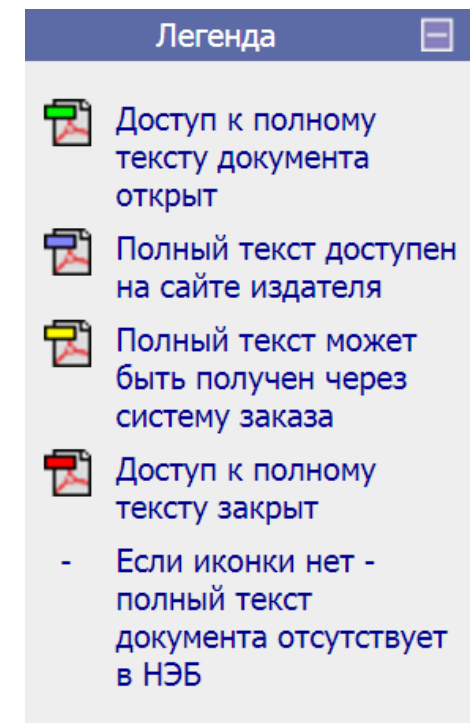 Легенда
Доступ к полному
тексту документа
открыт
Полный текст доступен
на сайте издателя
Полный текст может
быть получен через
систему заказа
Доступ к полному
тексту закрыт
- Если иконки нет -
полный текст
документа отсутствует
в НЭБ